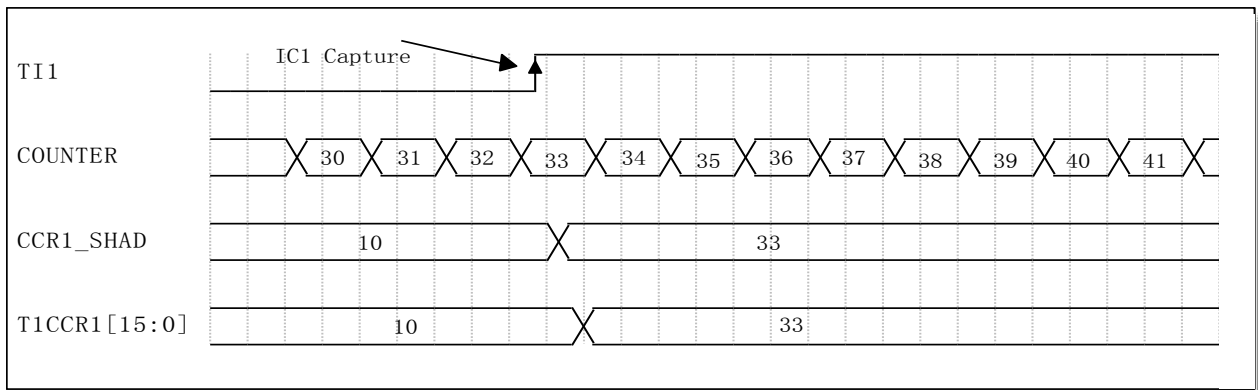 IC1 Capture
TI1
COUNTER 30 31 32 33 34 35 36 37 38 39 40 41
CCR1_SHAD 10 33
T1CCR1[15:0] 10 33